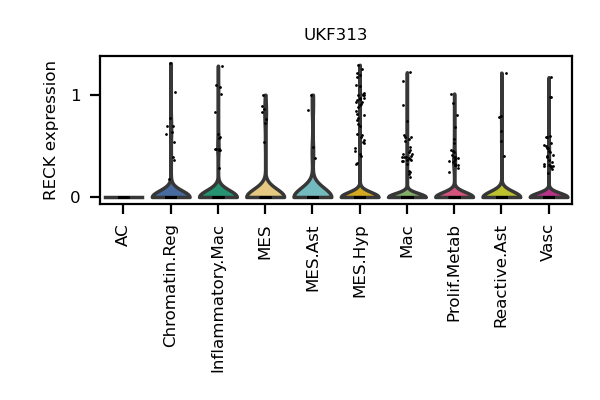 UKF313
RECK expression
1
0
AC
Chromatin.Reg
Inflammatory.Mac
MES
MES.Ast
MES.Hyp
Mac
Prolif.Metab
Reactive.Ast
Vasc